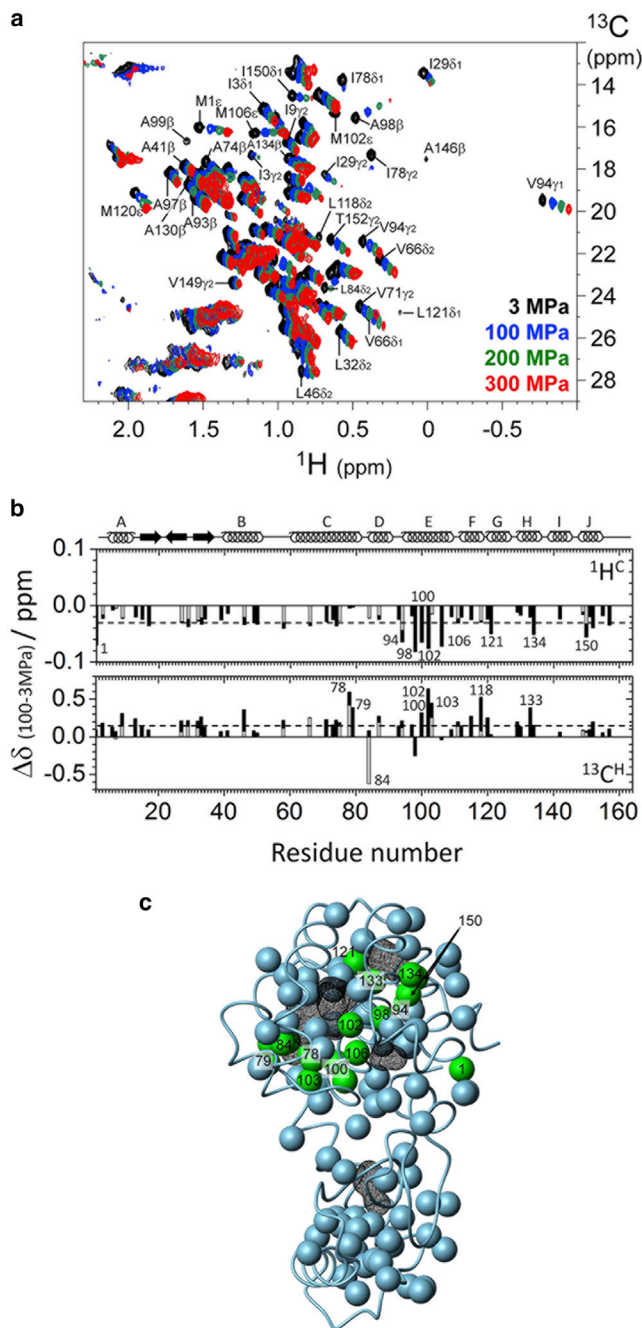 a
13C
(ppm)
I150δ1
I78δ1
I29δ1
I3δ1
M1ε
M106ε
I9γ2
A99β
A98β
M102ε
A41β
A74β
A134β
A146β
I3γ2
I29γ2
I78γ2
V94γ1
M120ε
A97β
A130β
A93β
L118δ2
T152γ2
V94γ2
V66δ2
V149γ2
L84δ2
V71γ2
L121δ1
V66δ1
L32δ2
L46δ2
3 MPa
100 MPa
200 MPa
300 MPa
14
16
18
20
22
24
26
28
2.0 1.5 1.0 0.5 0 -0.5
1H (ppm)
b
A B C D E F G H I J
0.1
0.0
-0.1
1HC
100
1
94
98
102
106
121
134
150
Δδ (100-3MPa) / ppm
0.5
0.0
-0.5
78
79
102
100
103
118
133
84
13CH
20 40 60 80 100 120 140 160
Residue number
c
150
121
134
133
98
94
102
84
79
78
106
100
103
1